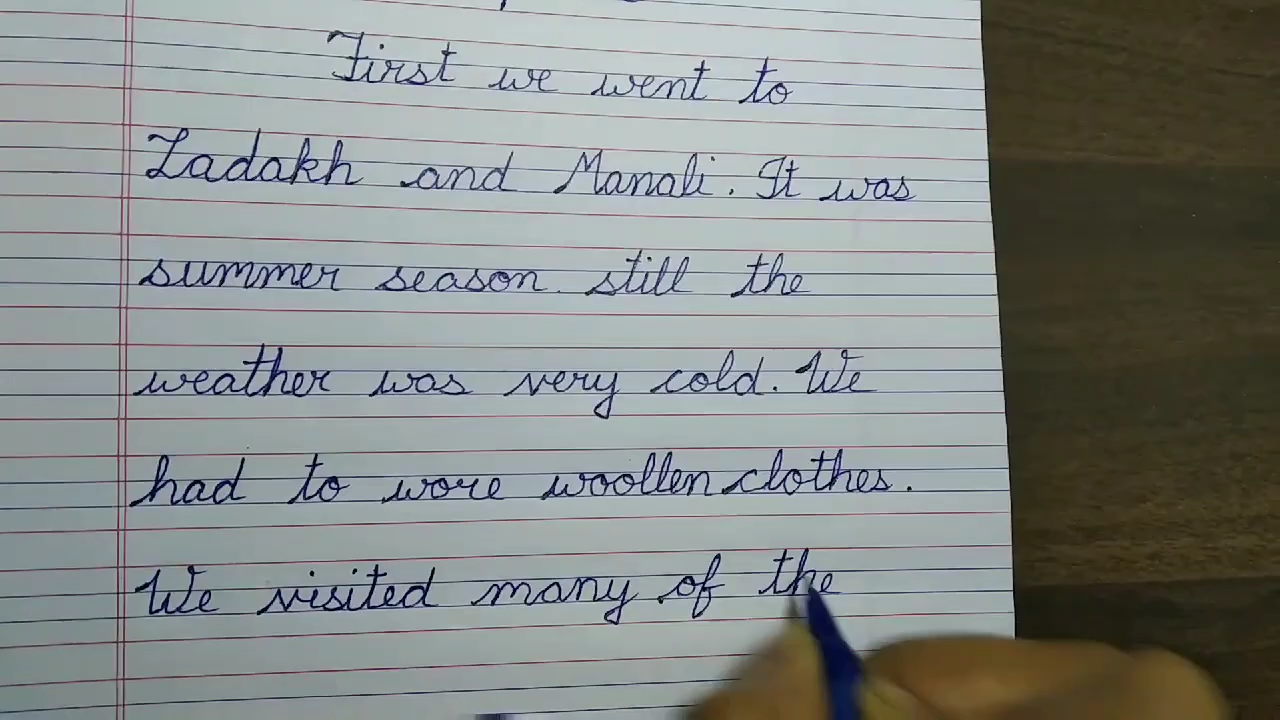 First we went to
Ladakh and Manali. It was
summer season still the
weather was very cold. We
had to wore woollen clothes.
We visited many of the